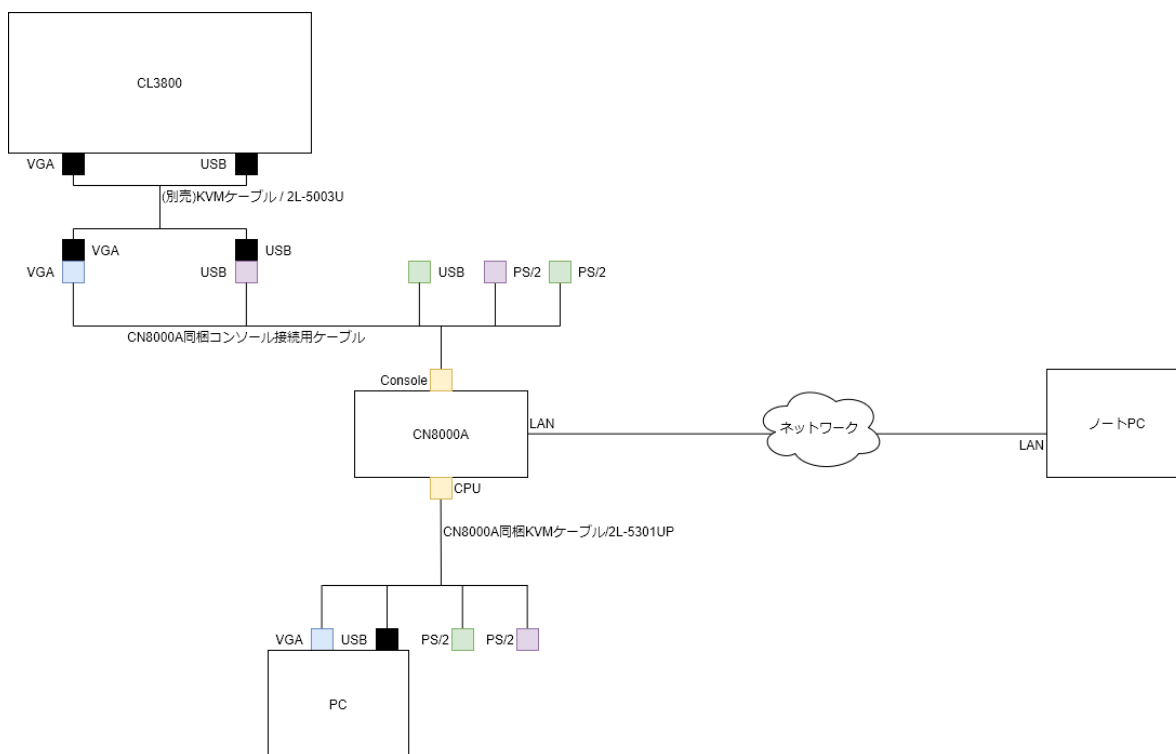 CL3800
VGA
USB
(別売)KVMケーブル / 2L-5003U
VGA
USB
VGA
USB
USB
PS/2
PS/2
CN8000A同梱コンソール接続用ケーブル
Console
CN8000A
LAN
ネットワーク
ノートPC
LAN
CPU
CN8000A同梱KVMケーブル/2L-5301UP
VGA
USB
PS/2
PS/2
PC